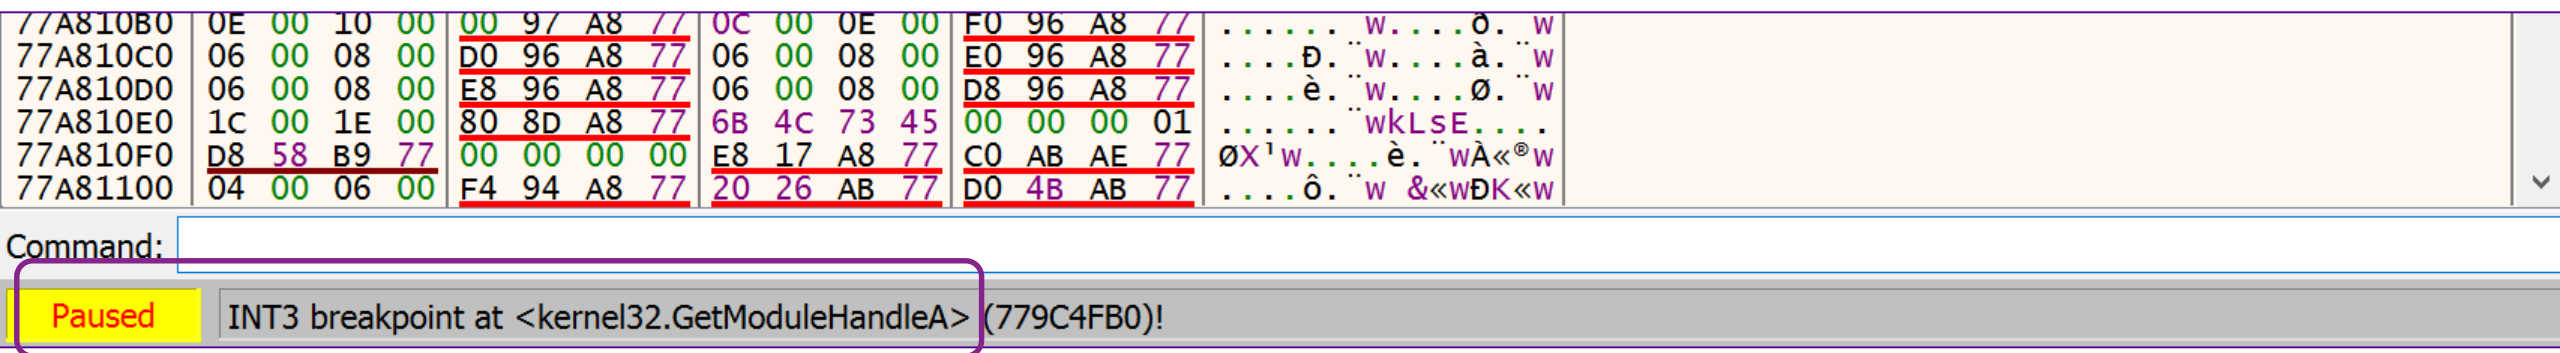 77A810B0 0E 00 10 00 00 97 A8 77 0C 00 0E 00 F0 96 A8 77 ...... ¨w....ð.¨w
77A810C0 06 00 08 00 D0 96 A8 77 06 00 08 00 E0 96 A8 77 ....Ð.¨w....à.¨w
77A810D0 06 00 08 00 E8 96 A8 77 06 00 08 00 D8 96 A8 77 ....è.¨w....Ø.¨w
77A810E0 1C 00 1E 00 80 8D A8 77 6B 4C 73 45 00 00 00 01 ......¨wkLsE....
77A810F0 D8 58 B9 77 00 00 00 00 E8 17 A8 77 C0 AB AE 77 ØX¹w....è.¨wÀ«®w
77A81100 04 00 06 00 F4 94 A8 77 20 26 AB 77 D0 4B AB 77 ....ô.¨w &«wÐK«w
Command:
Paused INT3 breakpoint at <kernel32.GetModuleHandleA> (779C4FB0)!